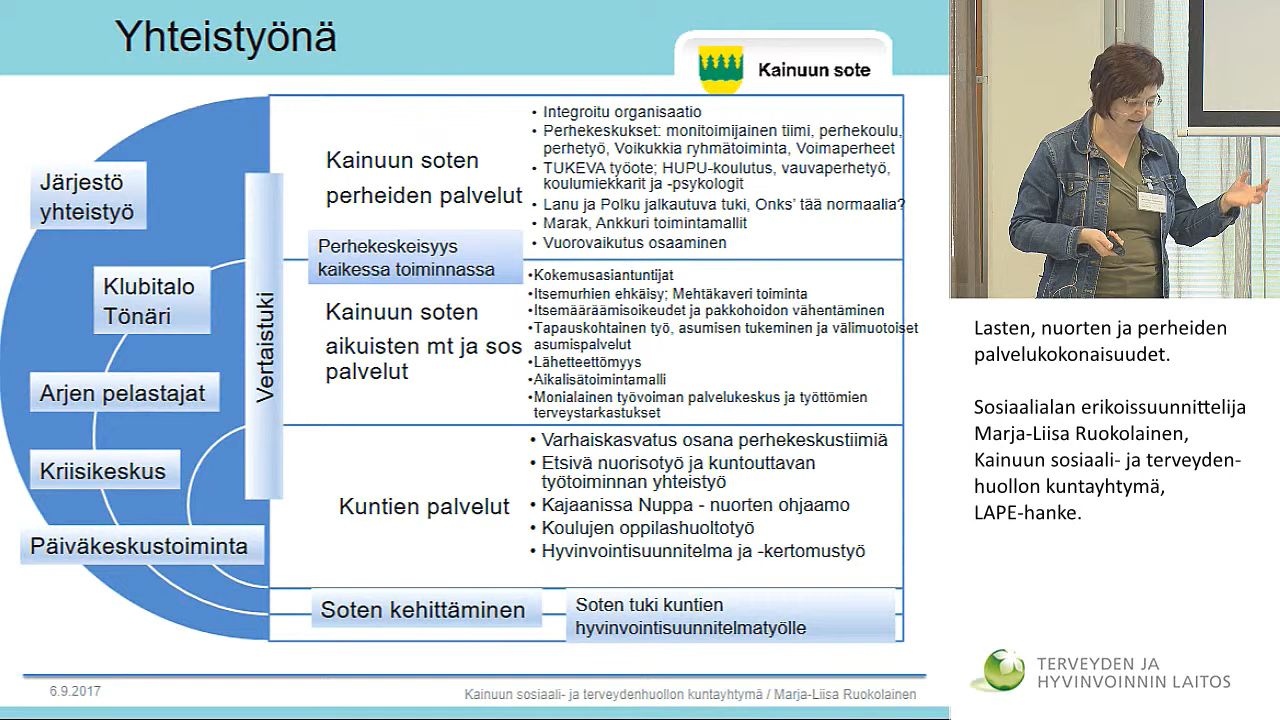 Yhteistyönä
Kainuun sote
Järjestö
yhteistyö
Klubitalo
Tönäri
Arjen pelastajat
Kriisikeskus
Päiväkeskustoiminta
Vertaistuki
Kainuun soten
perheiden palvelut
• Integroitu organisaatio
• Perhekeskukset: monitoimijainen tiimi, perhekoulu,
perhetyö, Voikukkia ryhmätoiminta, Voimaperheet
• TUKEVA työote; HUPU-koulutus, vauvaperhetyö,
koulumiekkarit ja -psykologit
• Lanu ja Polku jalkautuva tuki, Onks' tää normaalia?
• Marak, Ankkuri toimintamallit
• Vuorovaikutus osaaminen
Perhekeskeisyys
kaikessa toiminnassa
Kainuun soten
aikuisten mt ja sos
palvelut
•Kokemusasiantuntijat
•Itsemurhien ehkäisy; Mehtäkaveri toiminta
•Itsemääräämisoikeudet ja pakkohoidon vähentäminen
•Tapauskohtainen työ, asumisen tukeminen ja välimuotoiset
asumispalvelut
•Lähetteettömyys
•Aikalisätoimintamalli
•Monialainen työvoiman palvelukeskus ja työttömien
terveystarkastukset
Kuntien palvelut
• Varhaiskasvatus osana perhekeskustiimiä
• Etsivä nuorisotyö ja kuntouttavan
työtoiminnan yhteistyö
• Kajaanissa Nuppa - nuorten ohjaamo
• Koulujen oppilashuoltotyö
• Hyvinvointisuunnitelma ja -kertomustyö
Soten kehittäminen
Soten tuki kuntien
hyvinvointisuunnitelmatyölle
6.9.2017
Kainuun sosiaali- ja terveydenhuollon kuntayhtymä / Marja-Liisa Ruokolainen
Lasten, nuorten ja perheiden
palvelukokonaisuudet.
Sosiaalialan erikoissuunnittelija
Marja-Liisa Ruokolainen,
Kainuun sosiaali- ja terveyden-
huollon kuntayhtymä,
LAPE-hanke.
TERVEYDEN JA
HYVINVOINNIN LAITOS